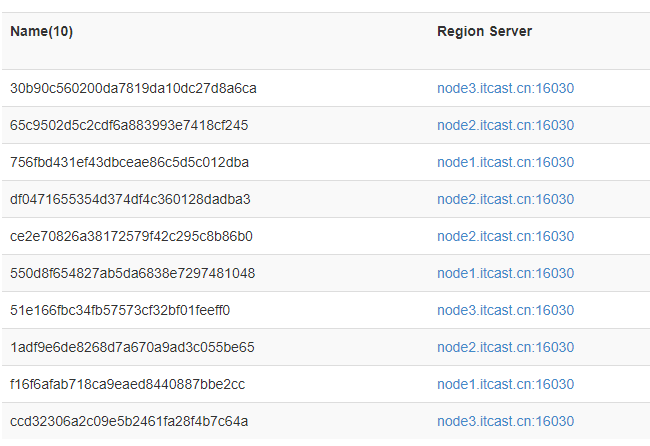 Name(10) Region Server
30b90c560200da7819da10dc27d8a6ca node3.itcast.cn:16030
65c9502d5c2cdf6a883993e7418cf245 node2.itcast.cn:16030
756fbd431ef43dbceae86c5d5c012dba node1.itcast.cn:16030
df0471655354d374df4c360128dadba3 node2.itcast.cn:16030
ce2e70826a38172579f42c295c8b86b0 node2.itcast.cn:16030
550d8f654827ab5da6838e7297481048 node1.itcast.cn:16030
51e166fbc34fb57573cf32bf01feeff0 node3.itcast.cn:16030
1adf9e6de8268d7a670a9ad3c055be65 node2.itcast.cn:16030
f16f6afab718ca9eaed8440887bbe2cc node1.itcast.cn:16030
ccd32306a2c09e5b2461fa28f4b7c64a node3.itcast.cn:16030